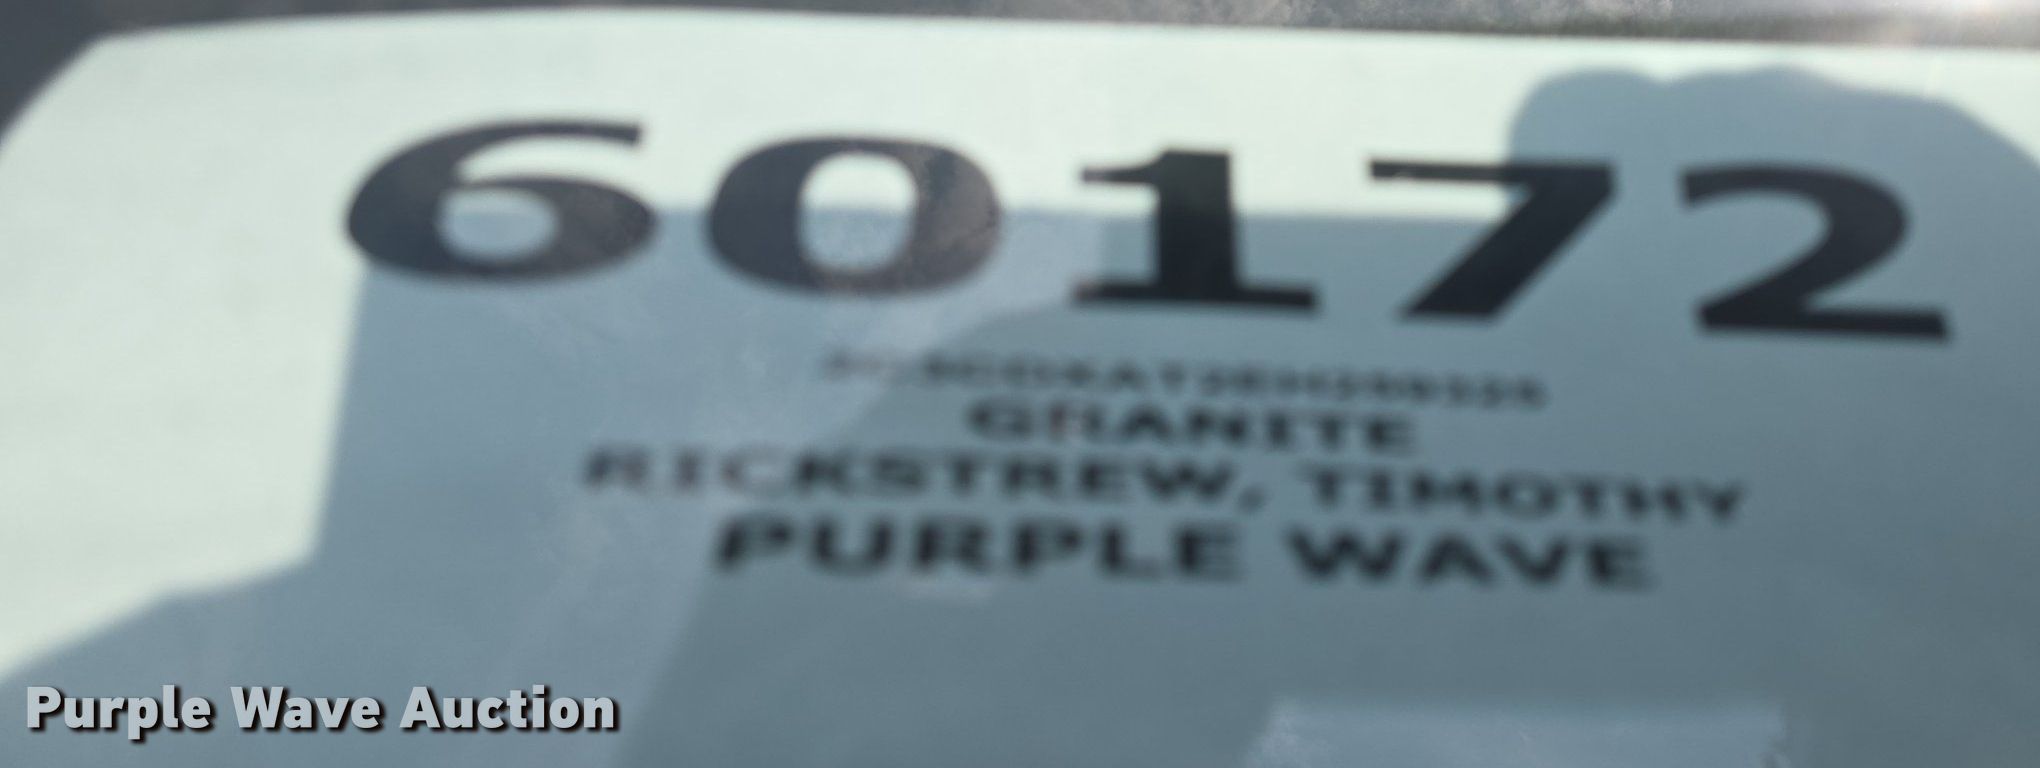 60172
GRANITE
RICKSTREW, TIMOTHY
PURPLE WAVE
Purple Wave Auction